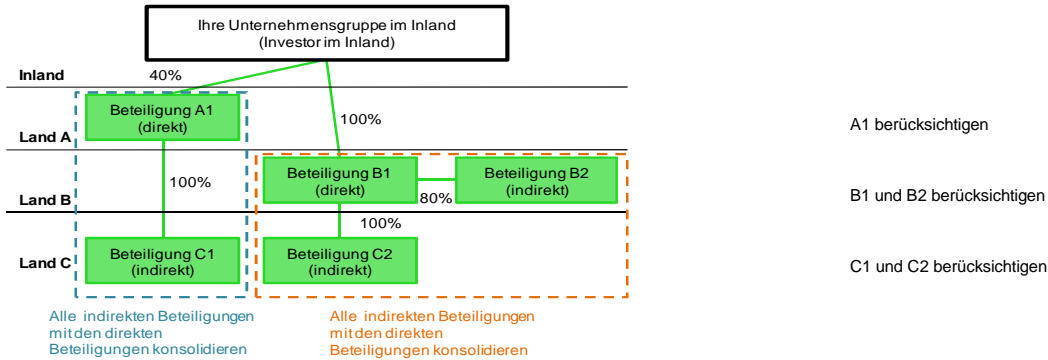 Ihre Unternehmensgruppe im Inland
(Investor im Inland)
Inland
40%
Beteiligung A1
(direkt)
100%
Land A
A1 berücksichtigen
100%
Beteiligung B1
(direkt)
Beteiligung B2
(indirekt)
80%
Land B
B1 und B2 berücksichtigen
100%
Land C
Beteiligung C1
(indirekt)
Beteiligung C2
(indirekt)
C1 und C2 berücksichtigen
Alle indirekten Beteiligungen
mit den direkten
Beteiligungen konsolidieren
Alle indirekten Beteiligungen
mit den direkten
Beteiligungen konsolidieren